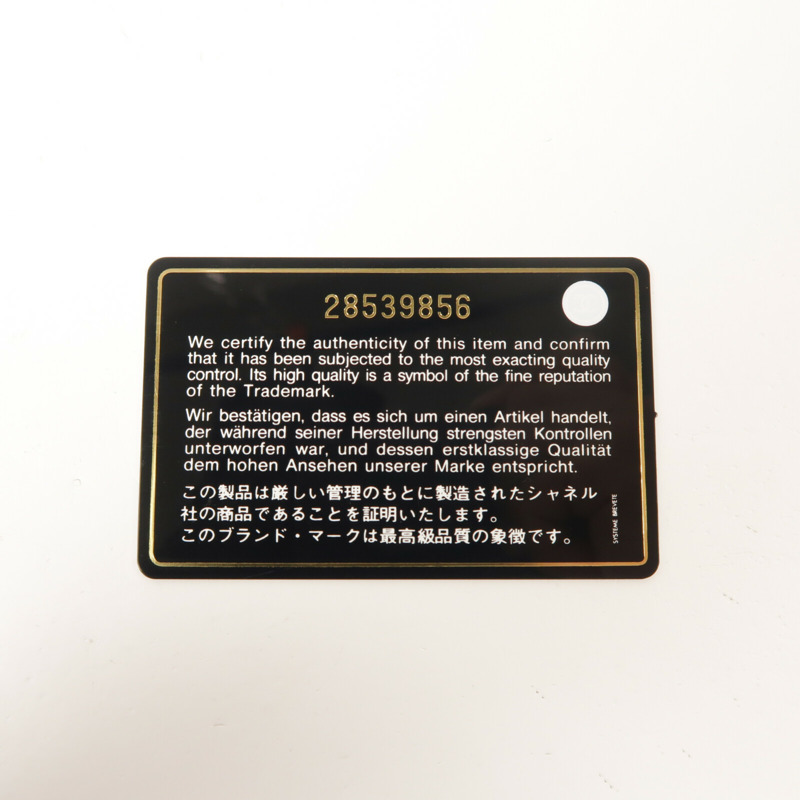 28539856
We certify the authenticity of this item and confirm
that it has been subjected to the most exacting quality
control. Its high quality is a symbol of the fine reputation
of the Trademark.
Wir bestätigen, dass es sich um einen Artikel handelt,
der während seiner Herstellung strengsten Kontrollen
unterworfen war, und dessen erstklassige Qualität
dem hohen Ansehen unserer Marke entspricht.
この製品は厳しい管理のもとに製造されたシャネル
社の商品であることを証明いたします。
このブランド・マークは最高級品質の象徴です。
SYSTEME BREVETE